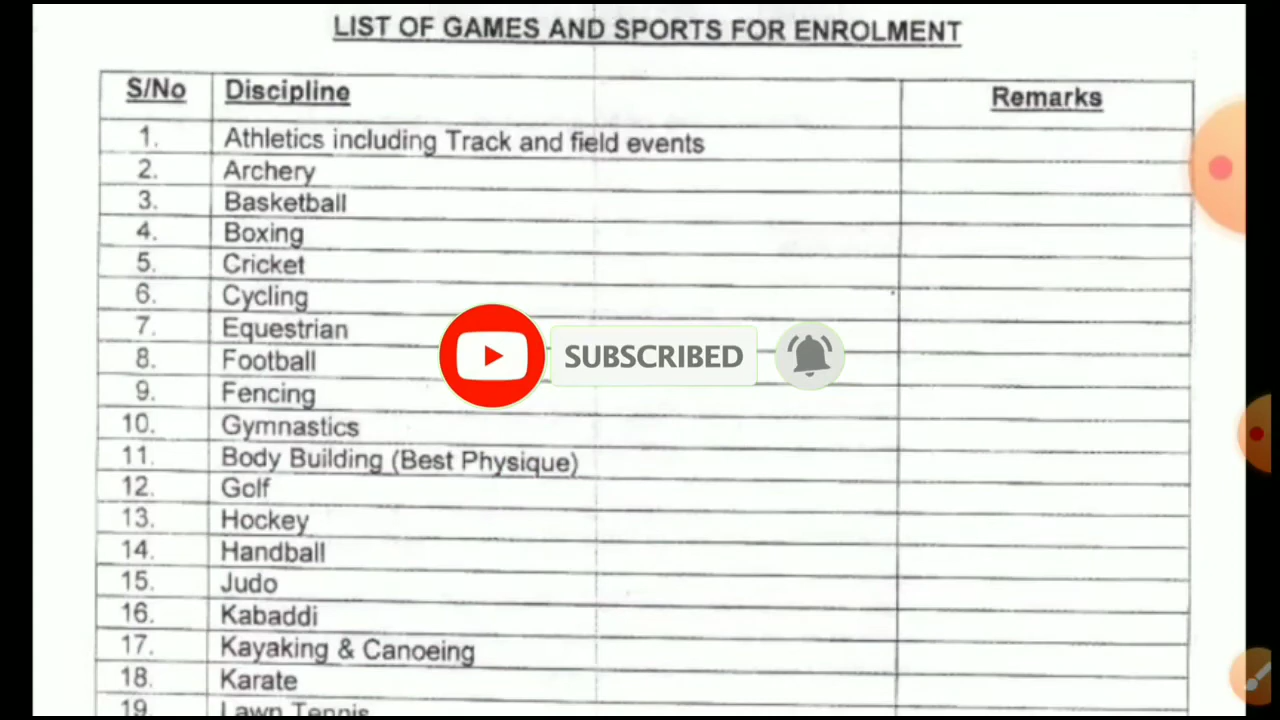 LIST OF GAMES AND SPORTS FOR ENROLMENT
S/No Discipline Remarks
1. Athletics including Track and field events
2. Archery
3. Basketball
4. Boxing
5. Cricket
6. Cycling
7. Equestrian
8. Football
SUBSCRIBED
9. Fencing
10. Gymnastics
11. Body Building (Best Physique)
12. Golf
13. Hockey
14. Handball
15. Judo
16. Kabaddi
17. Kayaking & Canoeing
18. Karate
19. Lawn Tennis